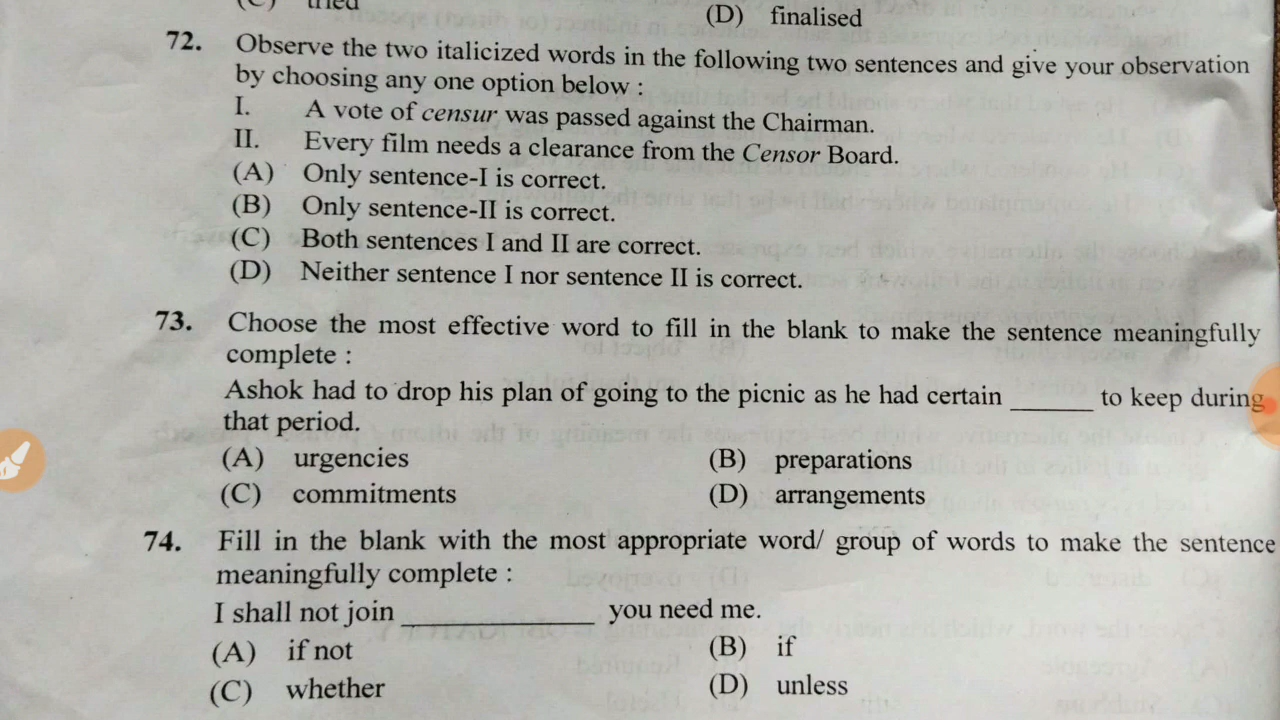 (C) tried (D) finalised
72. Observe the two italicized words in the following two sentences and give your observation
by choosing any one option below :
I. A vote of censur was passed against the Chairman.
II. Every film needs a clearance from the Censor Board.
(A) Only sentence-I is correct.
(B) Only sentence-II is correct.
(C) Both sentences I and II are correct.
(D) Neither sentence I nor sentence II is correct.
73. Choose the most effective word to fill in the blank to make the sentence meaningfully
complete :
Ashok had to drop his plan of going to the picnic as he had certain ______ to keep during
that period.
(A) urgencies (B) preparations
(C) commitments (D) arrangements
74. Fill in the blank with the most appropriate word/ group of words to make the sentence
meaningfully complete :
I shall not join ______________ you need me.
(A) if not (B) if
(C) whether (D) unless